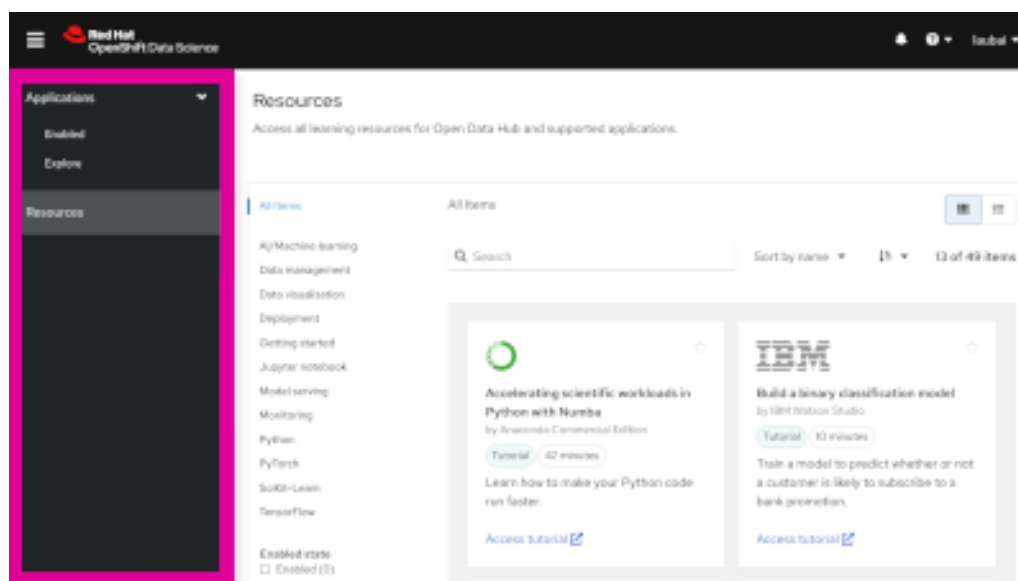 Red Hat
OpenShift Data Science
laubai
Applications
Enabled
Explore
Resources
Resources
Access all learning resources for Open Data Hub and supported applications.
All Items
AI/Machine learning
Data management
Data visualization
Deployment
Getting started
Jupyter notebook
Model serving
Monitoring
Python
PyTorch
SciKit-Learn
TensorFlow
Enabled state
Enabled (0)
All Items
Search
Sort by name
13 of 49 items
Accelerating scientific workloads in
Python with Numba
by Anaconda Commercial Edition
Tutorial 42 minutes
Learn how to make your Python code
run faster.
Access tutorial
IBM
Build a binary classification model
by IBM Watson Studio
Tutorial 10 minutes
Train a model to predict whether or not
a customer is likely to subscribe to a
bank promotion.
Access tutorial